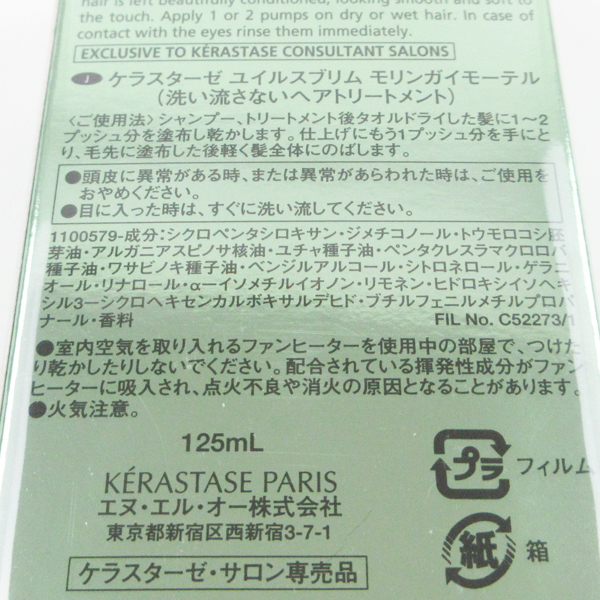 hair is left beautifully conditioned, looking smooth and soft to
the touch. Apply 1 or 2 pumps on dry or wet hair. In case of
contact with the eyes rinse them immediately.
EXCLUSIVE TO KÉRASTASE CONSULTANT SALONS
J ケラスターゼ ユイルスブリム モリンガイモーテル
(洗い流さないヘアトリートメント)
<ご使用法> シャンプー、トリートメント後タオルドライした髪に1〜2
プッシュ分を塗布し乾かします。仕上げにもう1プッシュ分を手にと
り、毛先に塗布した後軽く髪全体にのばします。
●頭皮に異常がある時、または異常があらわれた時は、ご使用を
おやめください。
●目に入った時は、すぐに洗い流してください。
1100579-成分:シクロペンタシロキサン・ジメチコノール・トウモロコシ胚
芽油・アルガニアスピノサ核油・ユチャ種子油・ペンタクレスラマクロロバ
種子油・ワサビノキ種子油・ベンジルアルコール・シトロネロール・ゲラニ
オール・リナロール・α-イソメチルイオノン・リモネン・ヒドロキシイソヘキ
シル3-シクロヘキセンカルボキサルデヒド・ブチルフェニルメチルプロパ
ナール・香料 FIL No. C52273/1
●室内空気を取り入れるファンヒーターを使用中の部屋で、つけた
り乾かしたりしないでください。配合されている揮発性成分がファン
ヒーターに吸入され、点火不良や消火の原因となることがあります。
●火気注意。
125mL
KÉRASTASE PARIS
エヌ・エル・オー株式会社
東京都新宿区西新宿3-7-1
ケラスターゼ・サロン専売品
プラ フィルム
紙 箱